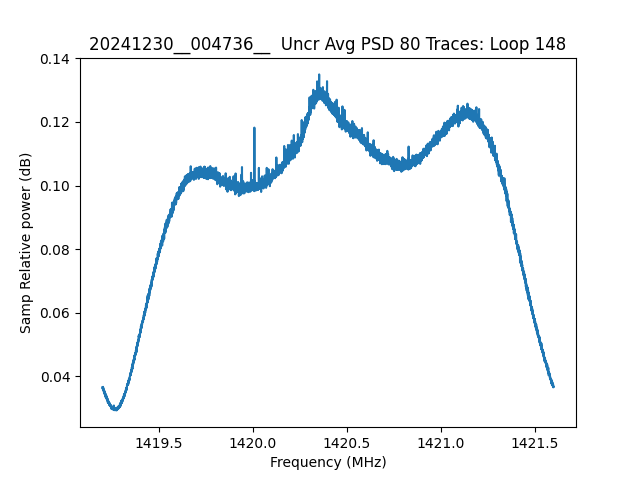 20241230__004736__  Uncr Avg PSD 80 Traces: Loop 148
0.14
0.12
0.10
0.08
0.06
0.04
Samp Relative power (dB)
1419.5 1420.0 1420.5 1421.0 1421.5
Frequency (MHz)